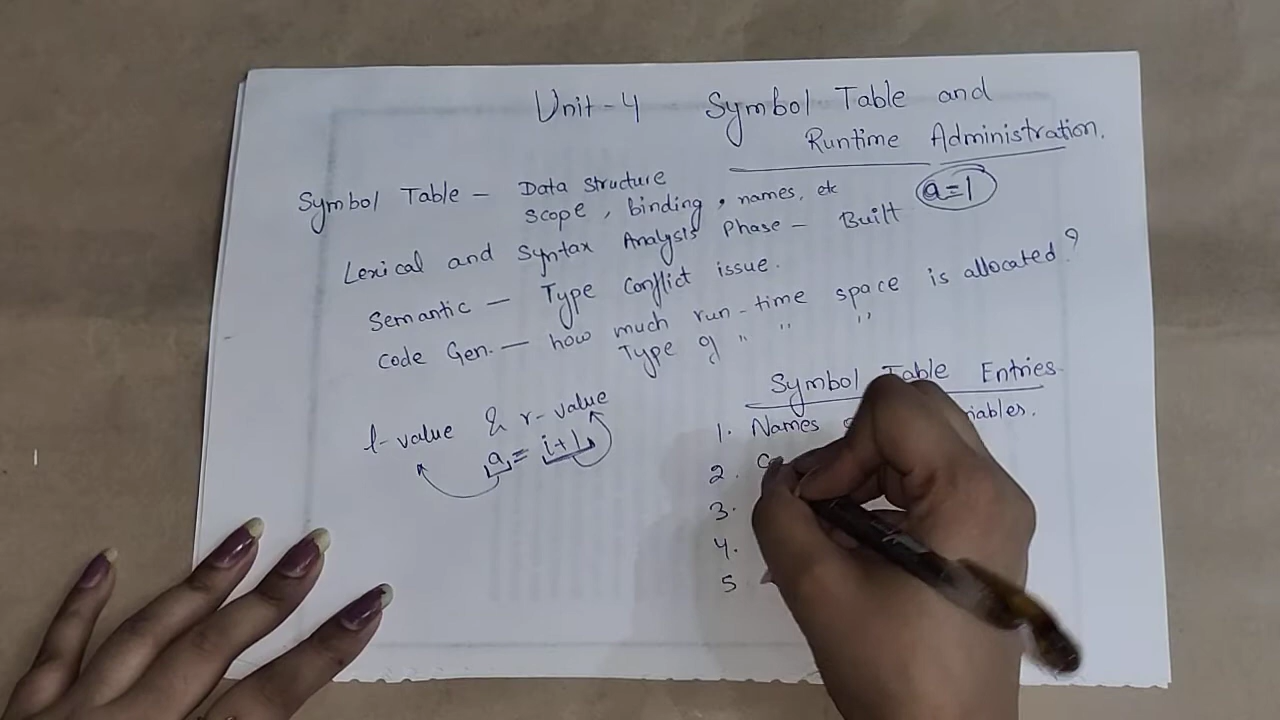 Unit - 4 Symbol Table and
Runtime Administration.
Symbol Table - Data Structure
scope, binding, names, etc
a=1
Lexical and Syntax Analysis Phase - Built
Semantic - Type Conflict issue.
Code Gen. - how much run-time space is allocated?
Type of " " "
l-value & r-value
a = i+1
Symbol Table Entries
1. Names
2.
3.
4.
5